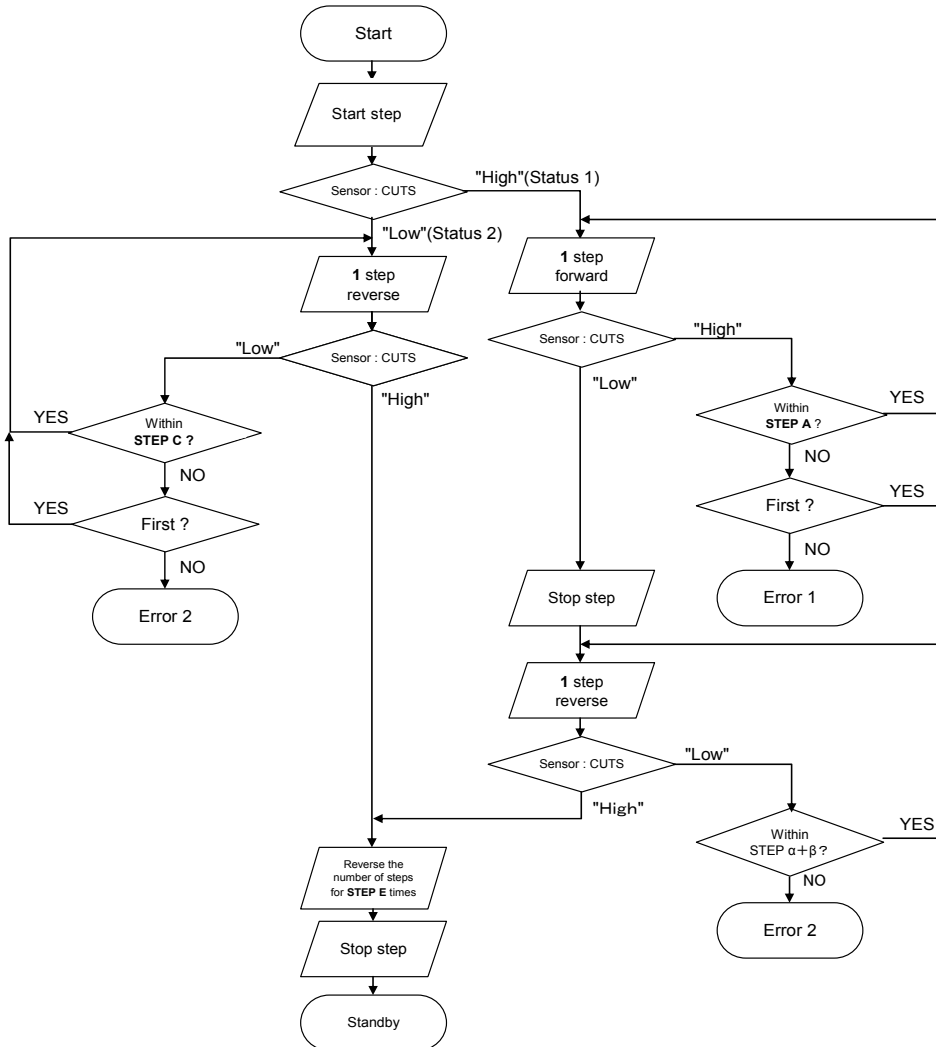 Start
Start step
Sensor : CUTS
"High"(Status 1)
"Low"(Status 2)
1 step
reverse
1 step
forward
Sensor : CUTS
"Low"
"High"
Sensor : CUTS
"High"
"Low"
Within
STEP C ?
YES
NO
First ?
YES
NO
Error 2
Within
STEP A ?
YES
NO
First ?
YES
NO
Error 1
Stop step
1 step
reverse
Sensor : CUTS
"Low"
"High"
Within
STEP α+β ?
YES
NO
Error 2
Reverse the
number of steps
for STEP E times
Stop step
Standby